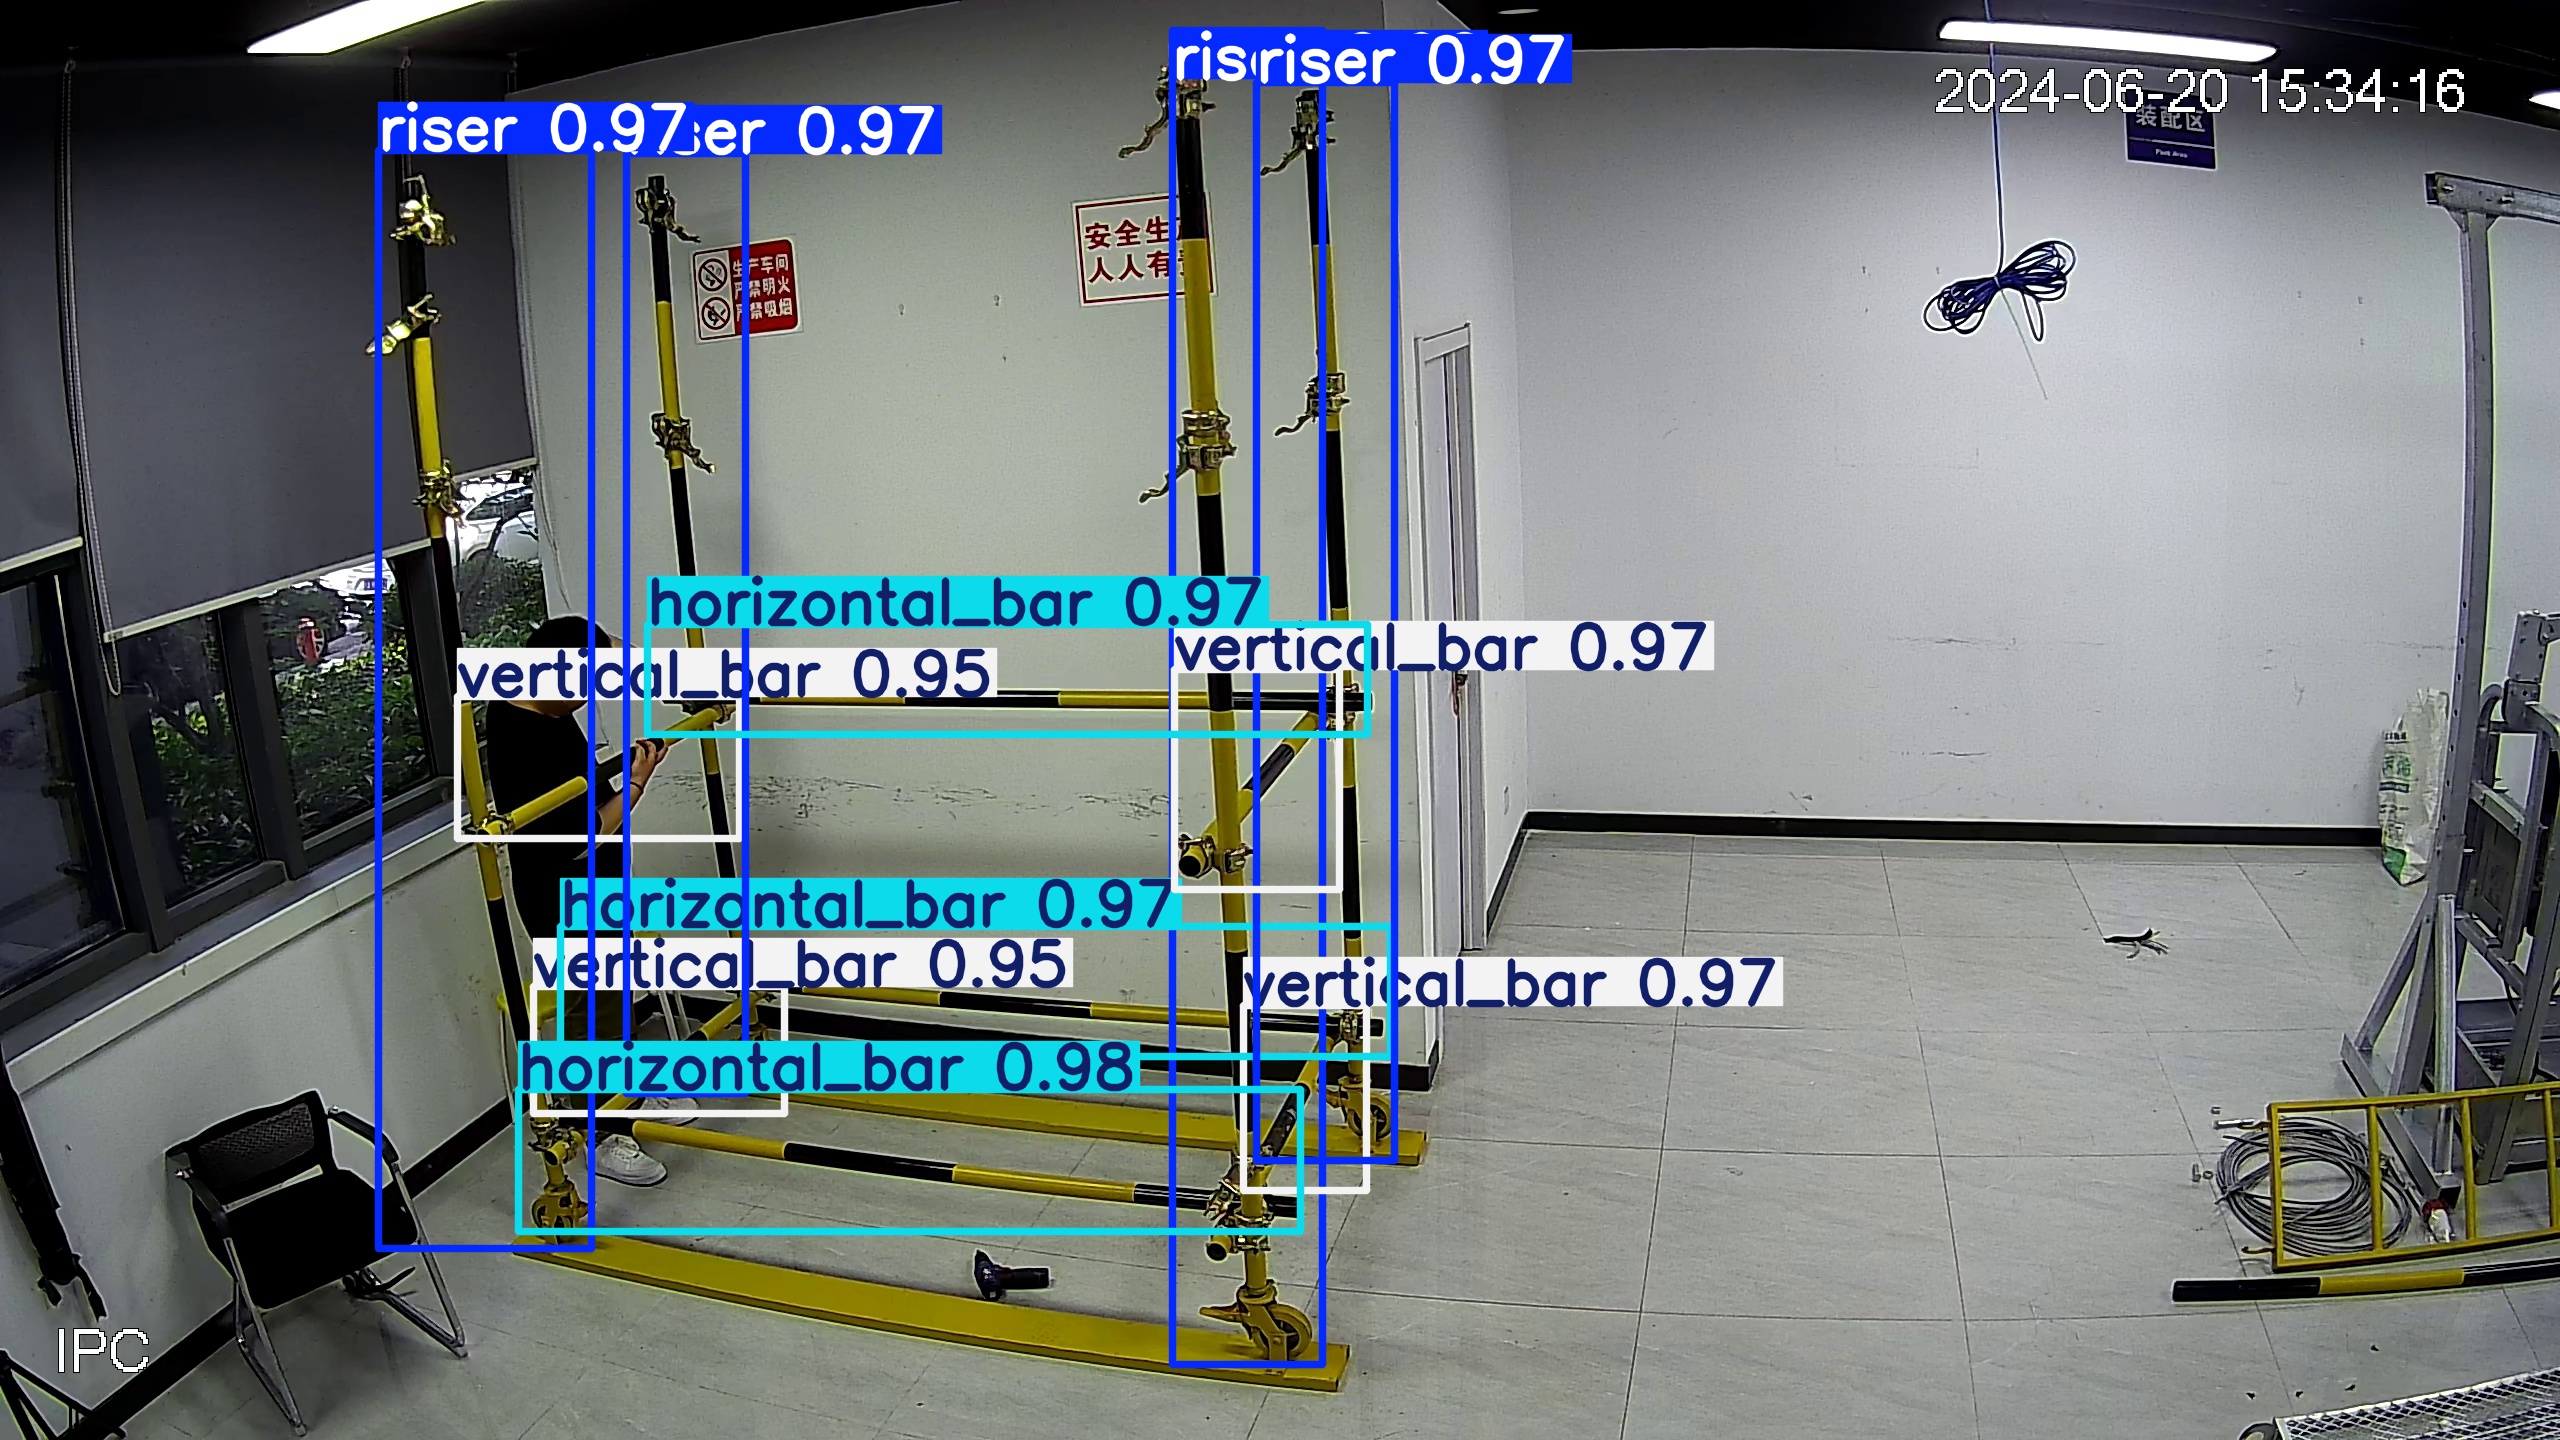 riser 0.97
ser 0.97
ris
riser 0.97
2024-06-20 15:34:16
装配区
生产车间
严禁明火
严禁吸烟
安全生
人人有
horizontal_bar 0.97
vertical_bar 0.97
vertical_bar 0.95
horizontal_bar 0.97
vertical_bar 0.95
vertical_bar 0.97
horizontal_bar 0.98
IPC